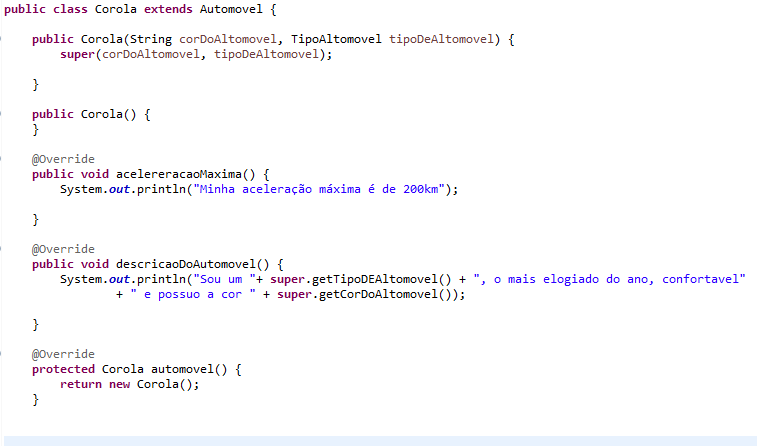 public class Corola extends Automovel {
public Corola(String corDoAltomovel, TipoAltomovel tipoDeAltomovel) {
super(corDoAltomovel, tipoDeAltomovel);
}
public Corola() {
}
@Override
public void acelereracaoMaxima() {
System.out.println("Minha aceleração máxima é de 200km");
}
@Override
public void descricaoDoAutomovel() {
System.out.println("Sou um "+ super.getTipoDEAltomovel() + ", o mais elogiado do ano, confortavel"
+ " e possuo a cor " + super.getCorDoAltomovel());
}
@Override
protected Corola automovel() {
return new Corola();
}